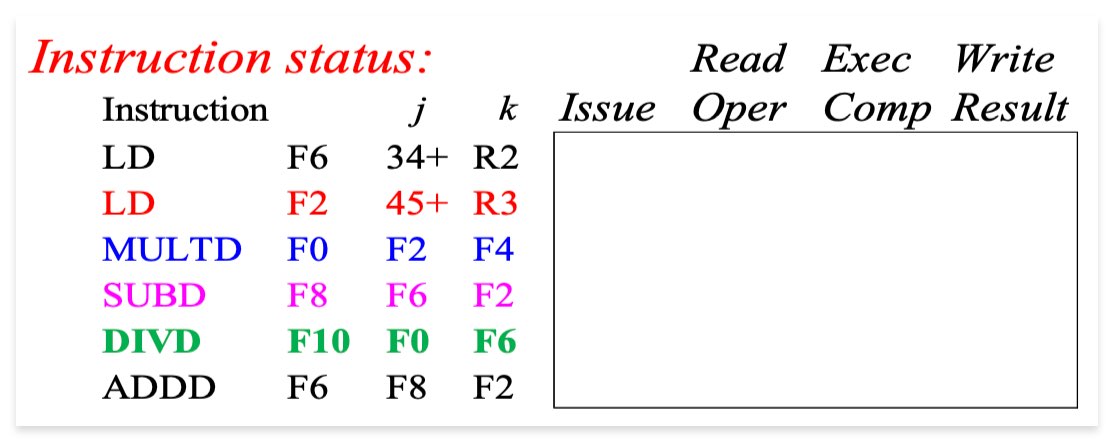 Instruction status: Read Exec Write
Instruction j k Issue Oper Comp Result
LD F6 34+ R2
LD F2 45+ R3
MULTD F0 F2 F4
SUBD F8 F6 F2
DIVD F10 F0 F6
ADDD F6 F8 F2